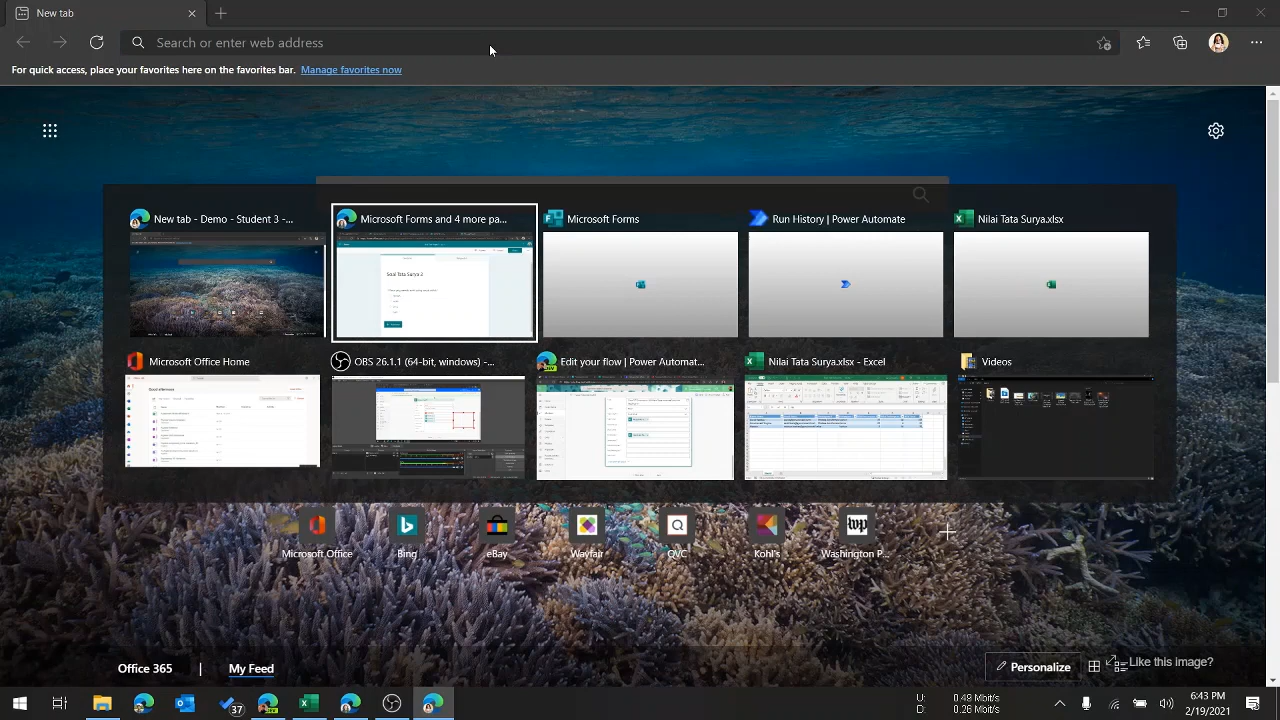 New tab
Search or enter web address
For quick access, place your favorites here on the favorites bar. Manage favorites now
New tab - Demo - Student 3 -...
Microsoft Forms and 4 more pa...
Microsoft Forms
Run History | Power Automate
Nilai Tata Surya.xlsx
Soal Tata Surya 2
Microsoft Office Home
OBS 26.1.1 (64-bit, windows) -...
Edit your flow | Power Automat...
Nilai Tata Surya.xlsx - Excel
Videos
Microsoft Office
Bing
eBay
Wayfair
QVC
Kohl's
Washington P...
Office 365
My Feed
Personalize
Like this image?
37
U: 0.49 Mbit/s
D: 0.26 Mbit/s
6:43 PM
2/19/2021